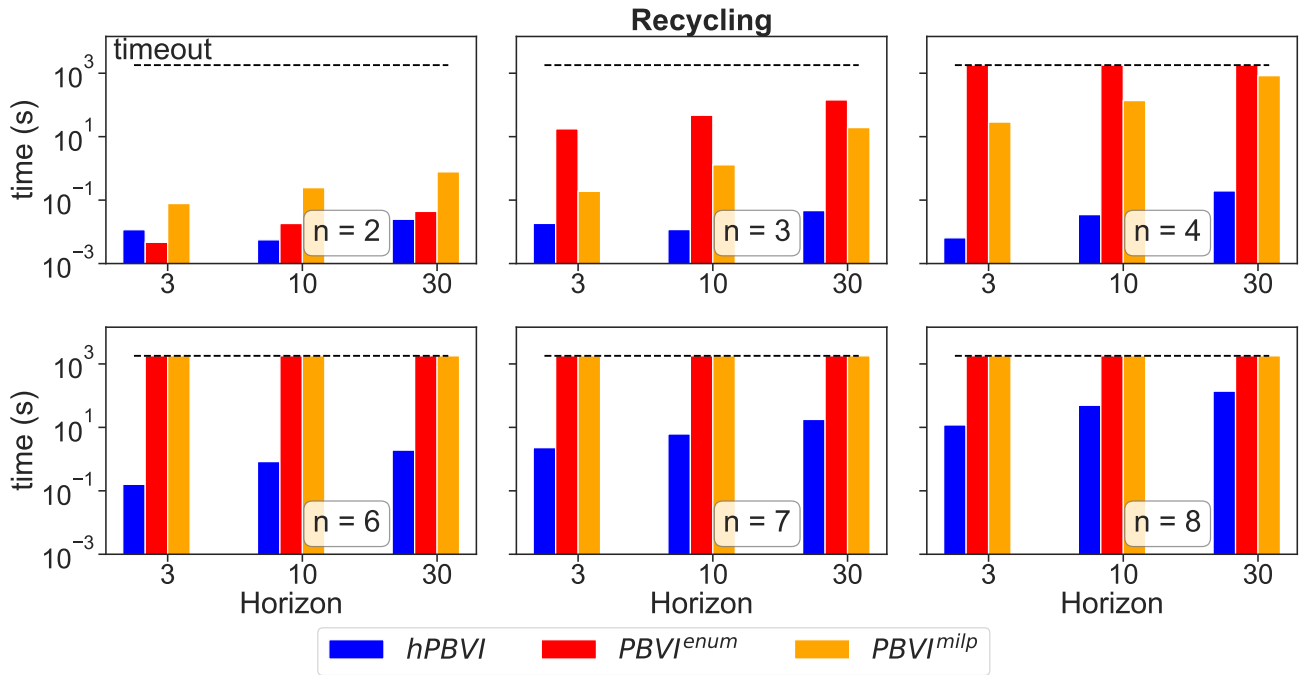 Recycling
timeout
time (s)
10^3
10^1
10^-1
10^-3
n = 2
3 10 30
n = 3
3 10 30
n = 4
3 10 30
time (s)
10^3
10^1
10^-1
10^-3
n = 6
3 10 30
Horizon
n = 7
3 10 30
Horizon
n = 8
3 10 30
Horizon
hPBVI PBVI^enum PBVI^milp